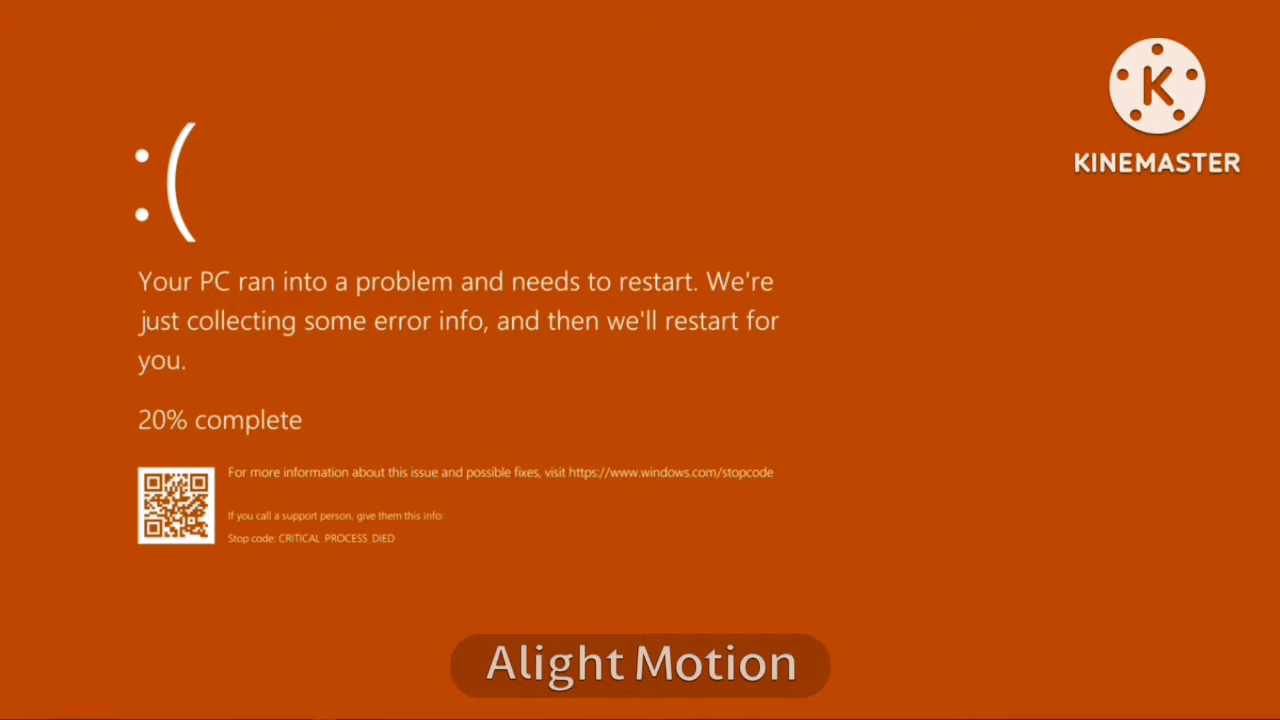 K
KINEMASTER
:(
Your PC ran into a problem and needs to restart. We're
just collecting some error info, and then we'll restart for
you.
20% complete
For more information about this issue and possible fixes, visit https://www.windows.com/stopcode
If you call a support person, give them this info:
Stop code: CRITICAL PROCESS DIED
Alight Motion